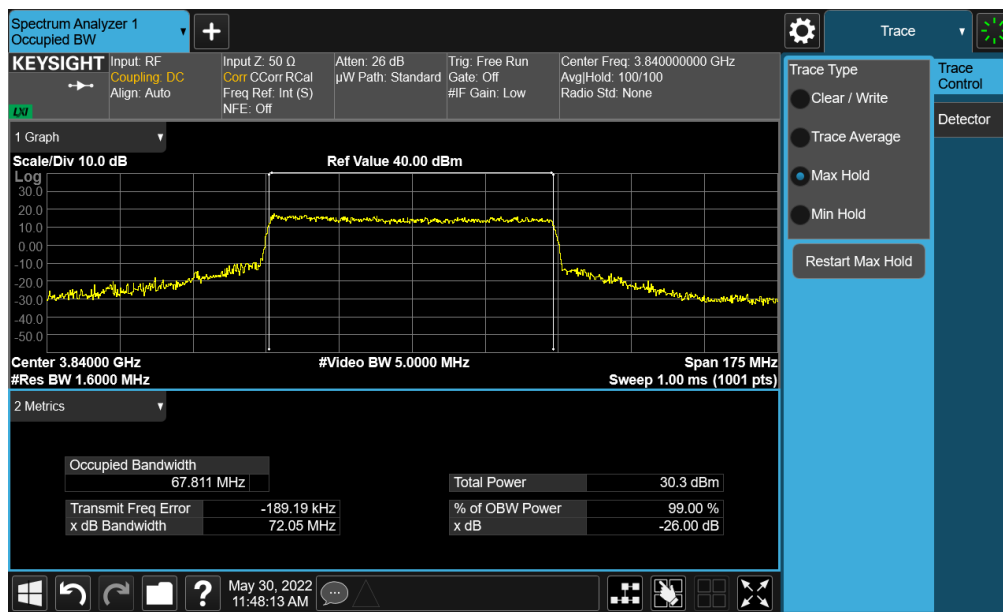 Spectrum Analyzer 1
Occupied BW
Trace
KEYSIGHT
LXI
Input: RF
Coupling: DC
Align: Auto
Input Z: 50 Ω
Corr CCorr RCal
Freq Ref: Int (S)
NFE: Off
Atten: 26 dB
µW Path: Standard
Trig: Free Run
Gate: Off
#IF Gain: Low
Center Freq: 3.840000000 GHz
Avg|Hold: 100/100
Radio Std: None
1 Graph
Scale/Div 10.0 dB
Ref Value 40.00 dBm
Log
30.0
20.0
10.0
0.00
-10.0
-20.0
-30.0
-40.0
-50.0
Center 3.84000 GHz
#Video BW 5.0000 MHz
Span 175 MHz
#Res BW 1.6000 MHz
Sweep 1.00 ms (1001 pts)
2 Metrics
Occupied Bandwidth
67.811 MHz
Total Power 30.3 dBm
Transmit Freq Error -189.19 kHz
% of OBW Power 99.00 %
x dB Bandwidth 72.05 MHz
x dB -26.00 dB
?
May 30, 2022
11:48:13 AM
Trace Type
Clear / Write
Trace Average
Max Hold
Min Hold
Restart Max Hold
Trace
Control
Detector